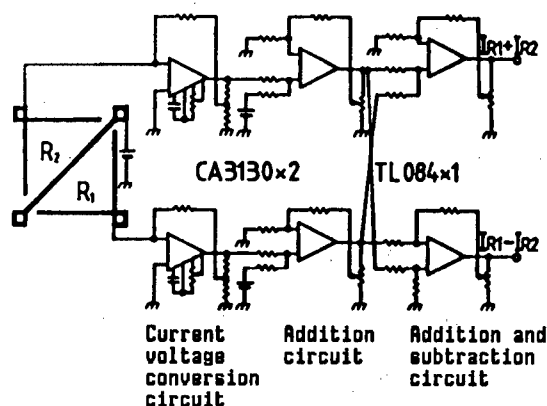 IR1+IR2
R2
R1
CA3130×2
TL084×1
IR1-IR2
Current
voltage
conversion
circuit
Addition
circuit
Addition and
subtraction
circuit